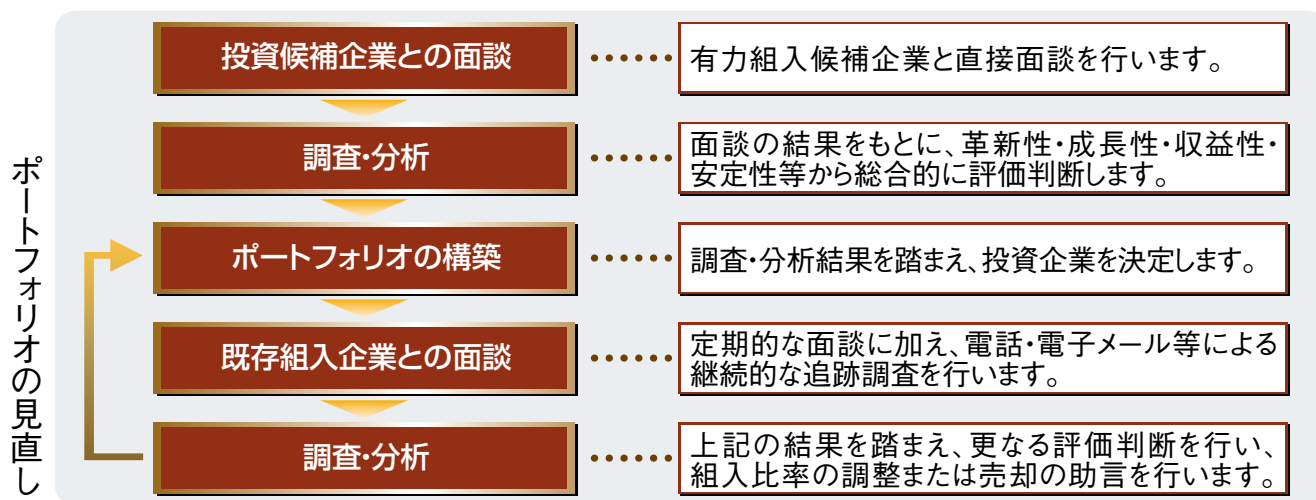 ポートフォリオの見直し
投資候補企業との面談
有力組入候補企業と直接面談を行います。
調査・分析
面談の結果をもとに、革新性・成長性・収益性・
安定性等から総合的に評価判断します。
ポートフォリオの構築
調査・分析結果を踏まえ、投資企業を決定します。
既存組入企業との面談
定期的な面談に加え、電話・電子メール等による
継続的な追跡調査を行います。
調査・分析
上記の結果を踏まえ、更なる評価判断を行い、
組入比率の調整または売却の助言を行います。